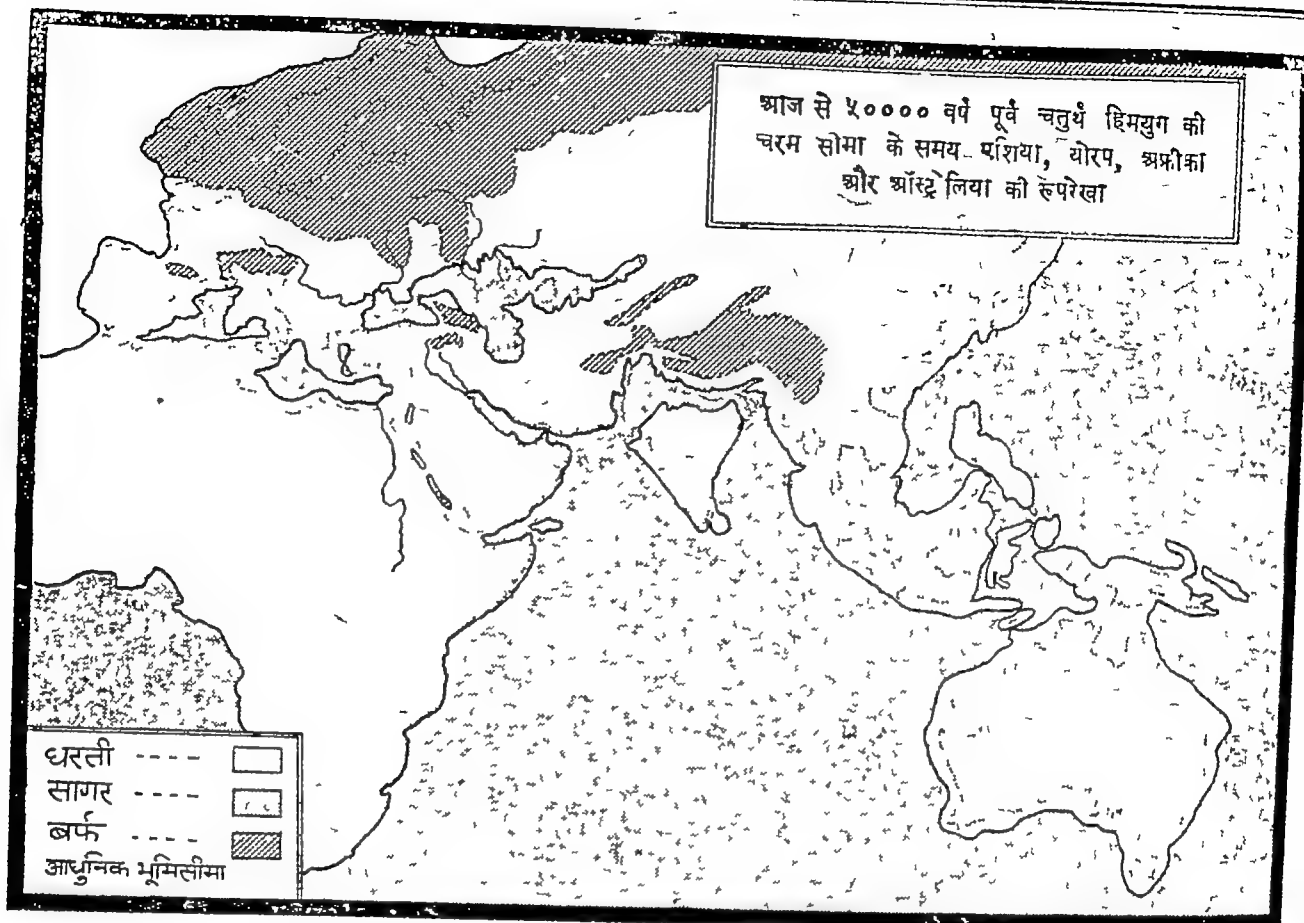 आज से ५०००० वर्ष पूर्व चतुर्थ हिमयुग की
चरम सीमा के समय एशिया, योरप, अफ्रीका
और ऑस्ट्रेलिया की रूपरेखा
धरती ----
सागर ----
बर्फ ----
आधुनिक भूमिसीमा